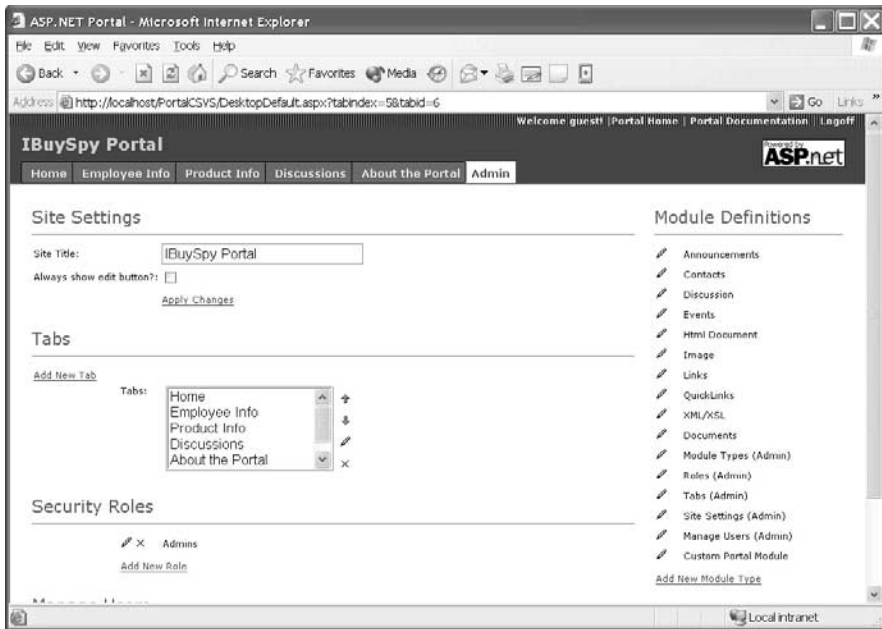 ASP.NET Portal - Microsoft Internet Explorer
File Edit View Favorites Tools Help
Back Search Favorites Media
Address http://localhost/PortalCSVS/DesktopDefault.aspx?tabindex=5&tabid=6 Go Links »
Welcome guest! | Portal Home | Portal Documentation | Logoff
IBuySpy Portal
Powered by
ASP.net
Home Employee Info Product Info Discussions About the Portal Admin
Site Settings
Site Title: IBuySpy Portal
Always show edit button?:
Apply Changes
Tabs
Add New Tab
Tabs:
Home
Employee Info
Product Info
Discussions
About the Portal
Security Roles
Admins
Add New Role
Module Definitions
Announcements
Contacts
Discussion
Events
Html Document
Image
Links
QuickLinks
XML/XSL
Documents
Module Types (Admin)
Roles (Admin)
Tabs (Admin)
Site Settings (Admin)
Manage Users (Admin)
Custom Portal Module
Add New Module Type
Local intranet